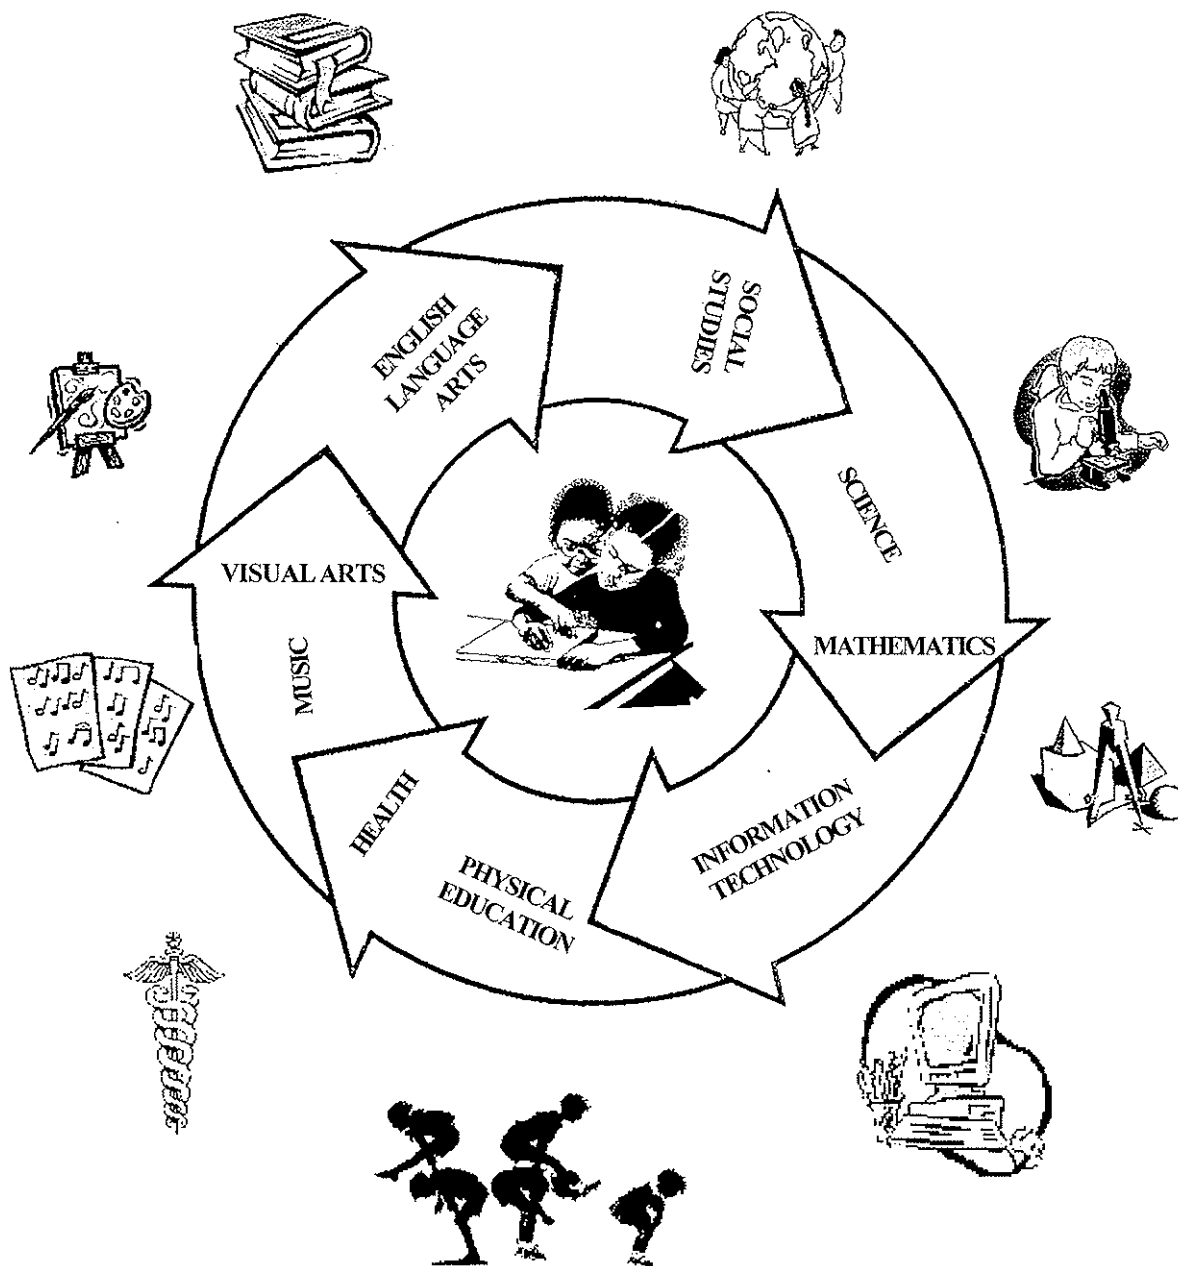 ENGLISH
LANGUAGE
ARTS
SOCIAL
STUDIES
SCIENCE
MATHEMATICS
INFORMATION
TECHNOLOGY
PHYSICAL
EDUCATION
HEALTH
MUSIC
VISUAL ARTS